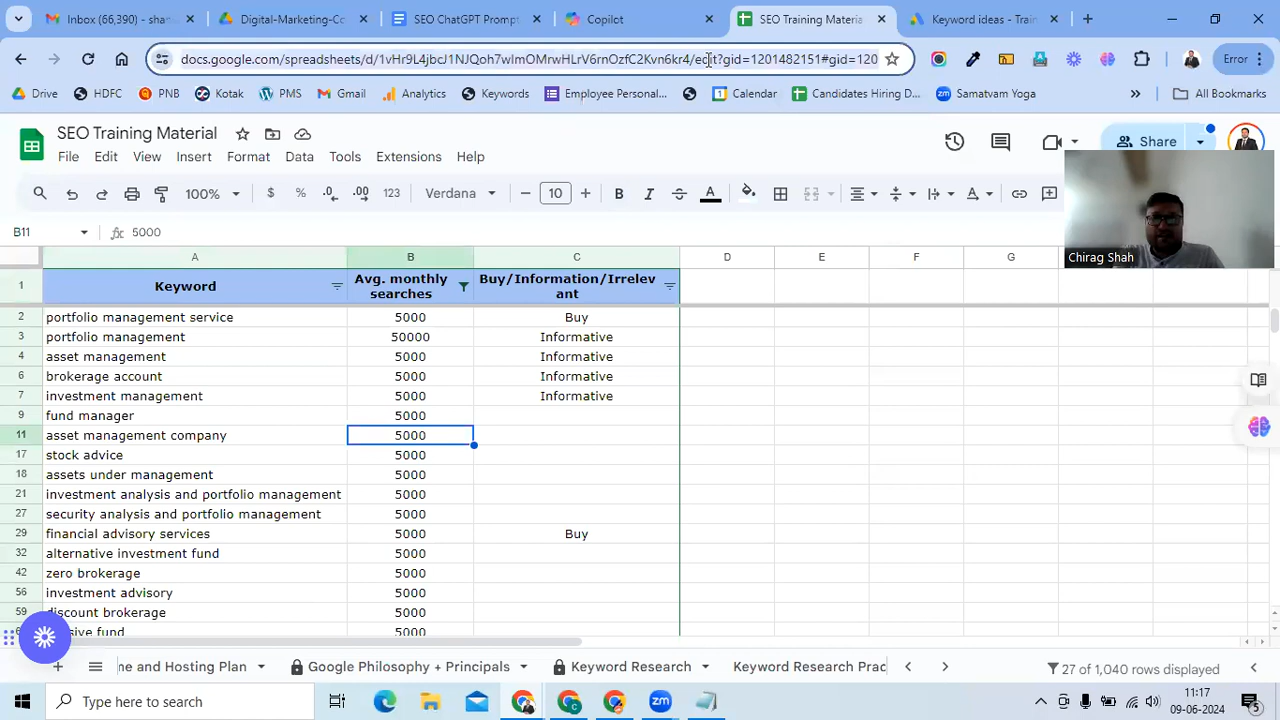 Inbox (66,390) - shar
Digital-Marketing-Co
SEO ChatGPT Prompt
Copilot
SEO Training Materia
Keyword ideas - Train
docs.google.com/spreadsheets/d/1vHr9L4jbcJ1NJQoh7wImOMrwHLrV6rnOzfC2Kvn6kr4/edit?gid=1201482151#gid=120
Error
Drive
HDFC
PNB
Kotak
PMS
Gmail
Analytics
Keywords
Employee Personal...
Calendar
Candidates Hiring D...
Samatvam Yoga
»
All Bookmarks
SEO Training Material
File Edit View Insert Format Data Tools Extensions Help
Share
100% $ % .0 .00 123 Verdana 10 B I A
B11 fx 5000
Chirag Shah
A B C D E F G
1 Keyword Avg. monthly searches Buy/Information/Irrelevant
2 portfolio management service 5000 Buy
3 portfolio management 50000 Informative
4 asset management 5000 Informative
6 brokerage account 5000 Informative
7 investment management 5000 Informative
9 fund manager 5000
11 asset management company 5000
17 stock advice 5000
18 assets under management 5000
21 investment analysis and portfolio management 5000
27 security analysis and portfolio management 5000
29 financial advisory services 5000 Buy
32 alternative investment fund 5000
42 zero brokerage 5000
56 investment advisory 5000
59 discount brokerage 5000
5000
me and Hosting Plan
Google Philosophy + Principals
Keyword Research
Keyword Research Prac
27 of 1,040 rows displayed
Type here to search
11:17
09-06-2024
5